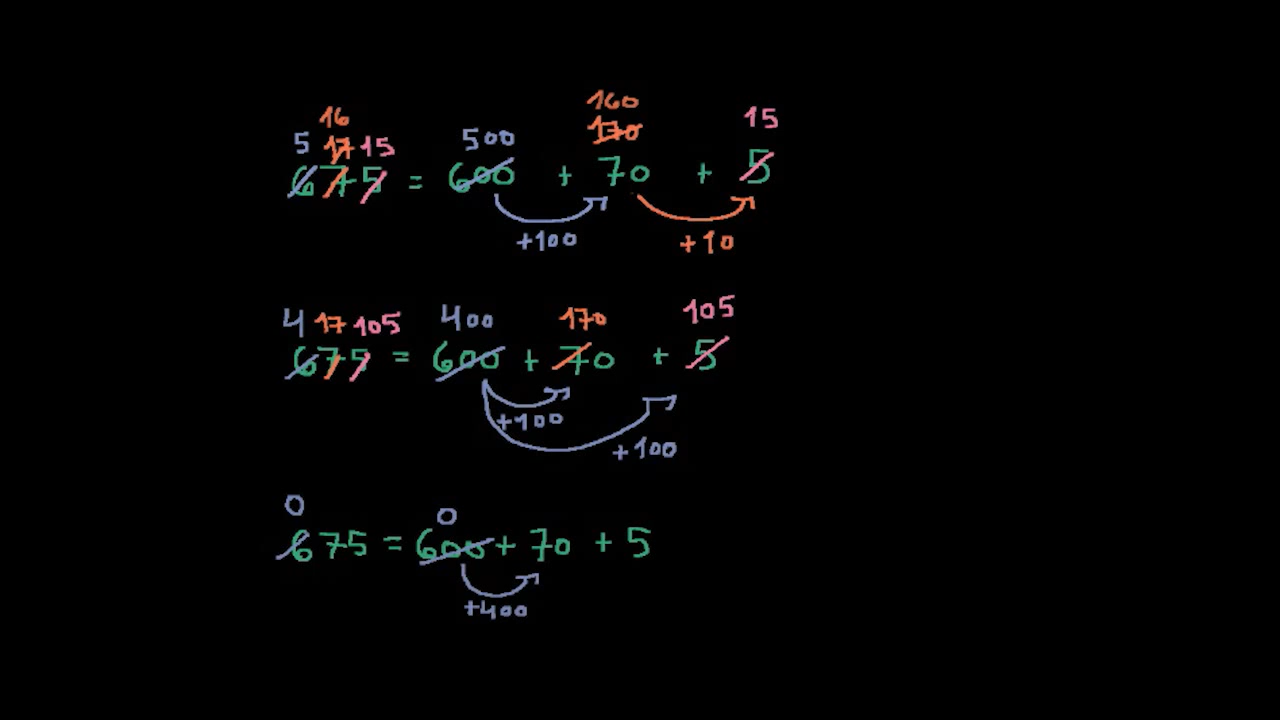 16 160 15
5 17 15 500 170
675 = 600 + 70 + 5
+100 +10
4 17 105 400 170 105
675 = 600 + 70 + 5
+100
+100
0 0
675 = 600 + 70 + 5
+400